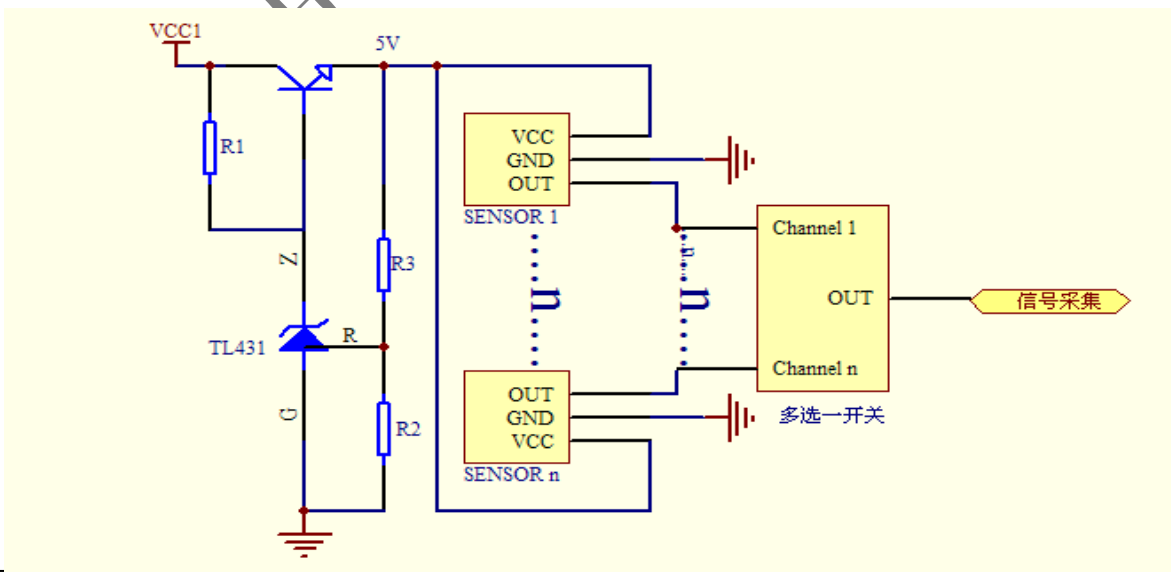 VCC1
5V
R1
VCC
GND
OUT
SENSOR 1
Channel 1
n
Z
R3
n
n
OUT
信号采集
TL431
R
Channel n
G
R2
OUT
GND
VCC
多选一开关
SENSOR n